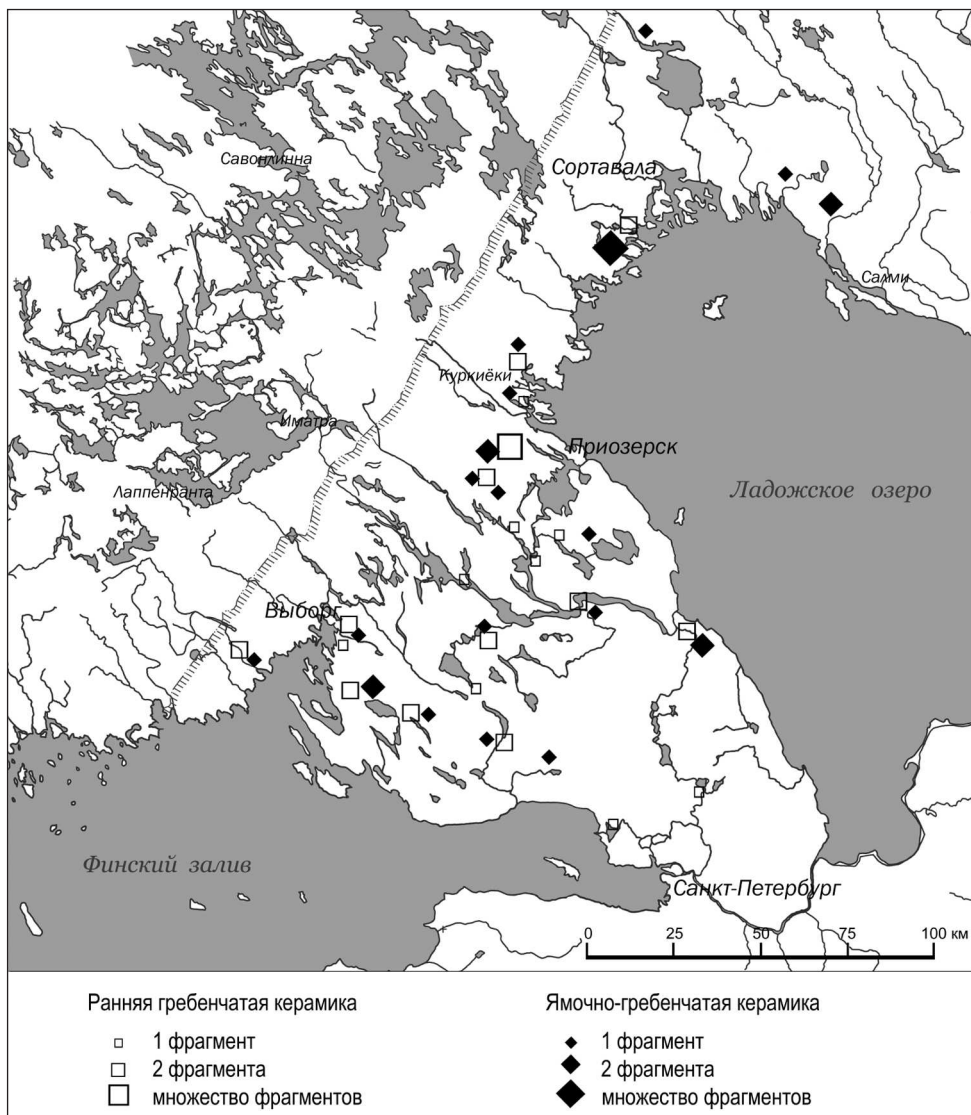 Савонлинна
Сортавала
Салми
Куркиёки
Иматра
Приозерск
Лаппенранта
Ладожское озеро
Выборг
Финский залив
Санкт-Петербург
0 25 50 75 100 км
Ранняя гребенчатая керамика
1 фрагмент
2 фрагмента
множество фрагментов
Ямочно-гребенчатая керамика
1 фрагмент
2 фрагмента
множество фрагментов